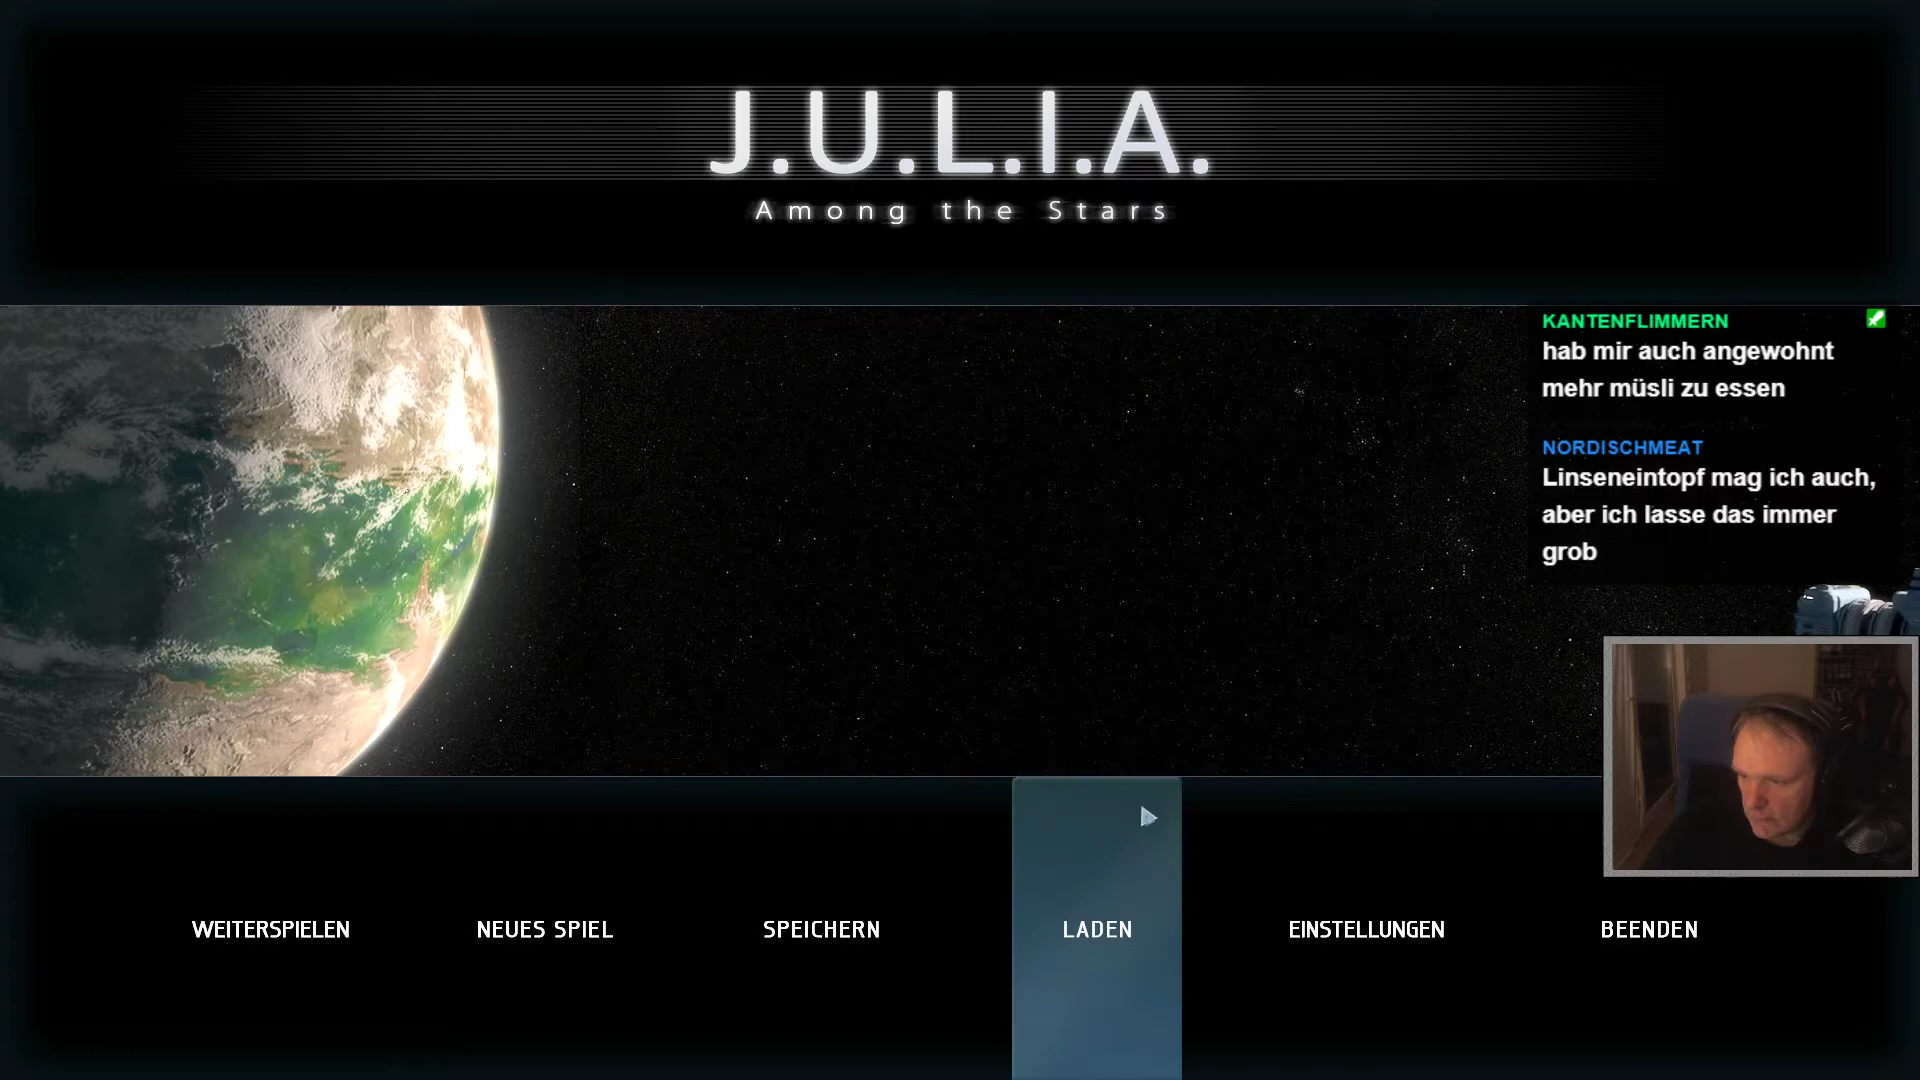 J.U.L.I.A.
Among the Stars
KANTENFLIMMERN
hab mir auch angewohnt
mehr müsli zu essen
NORDISCHMEAT
Linseneintopf mag ich auch,
aber ich lasse das immer
grob
WEITERSPIELEN
NEUES SPIEL
SPEICHERN
LADEN
EINSTELLUNGEN
BEENDEN